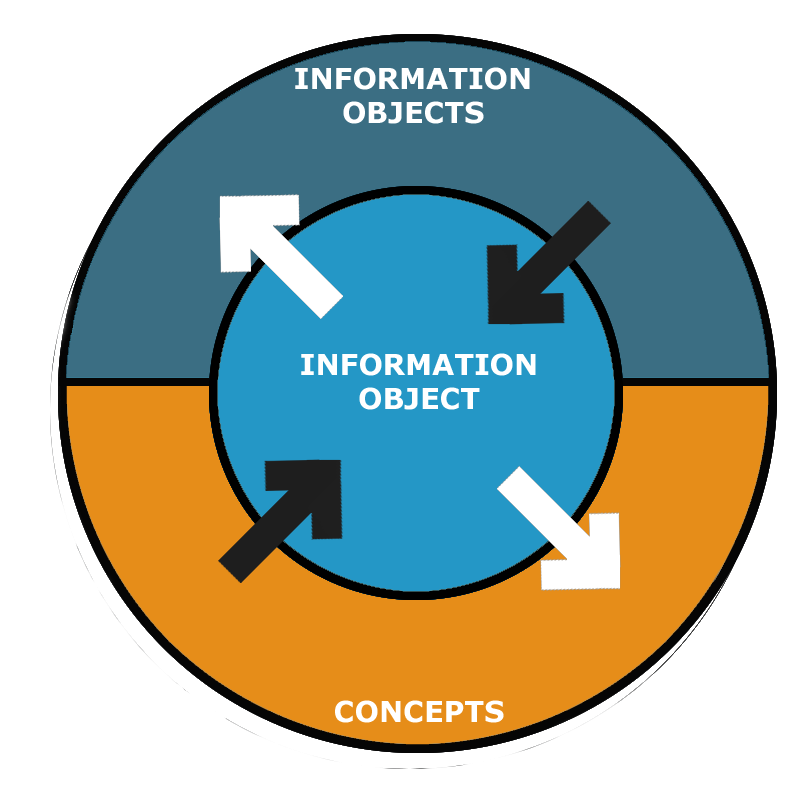 INFORMATION
OBJECTS
INFORMATION
OBJECT
CONCEPTS